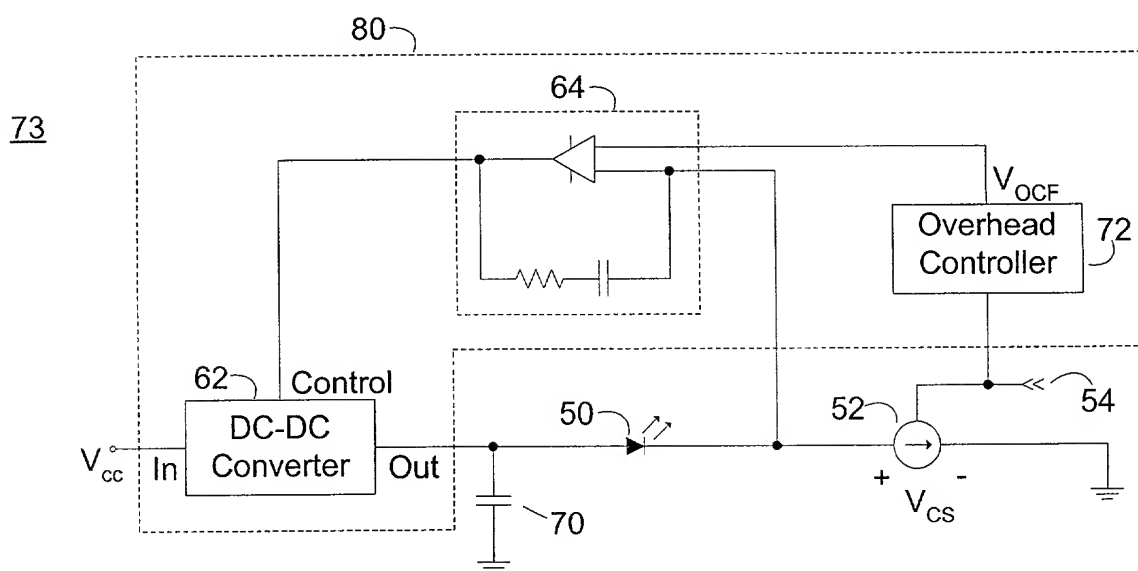 80
64
73
V_OCF
Overhead
Controller
72
62
Control
DC-DC
Converter
V_cc
In
Out
50
52
54
+
-
V_CS
70